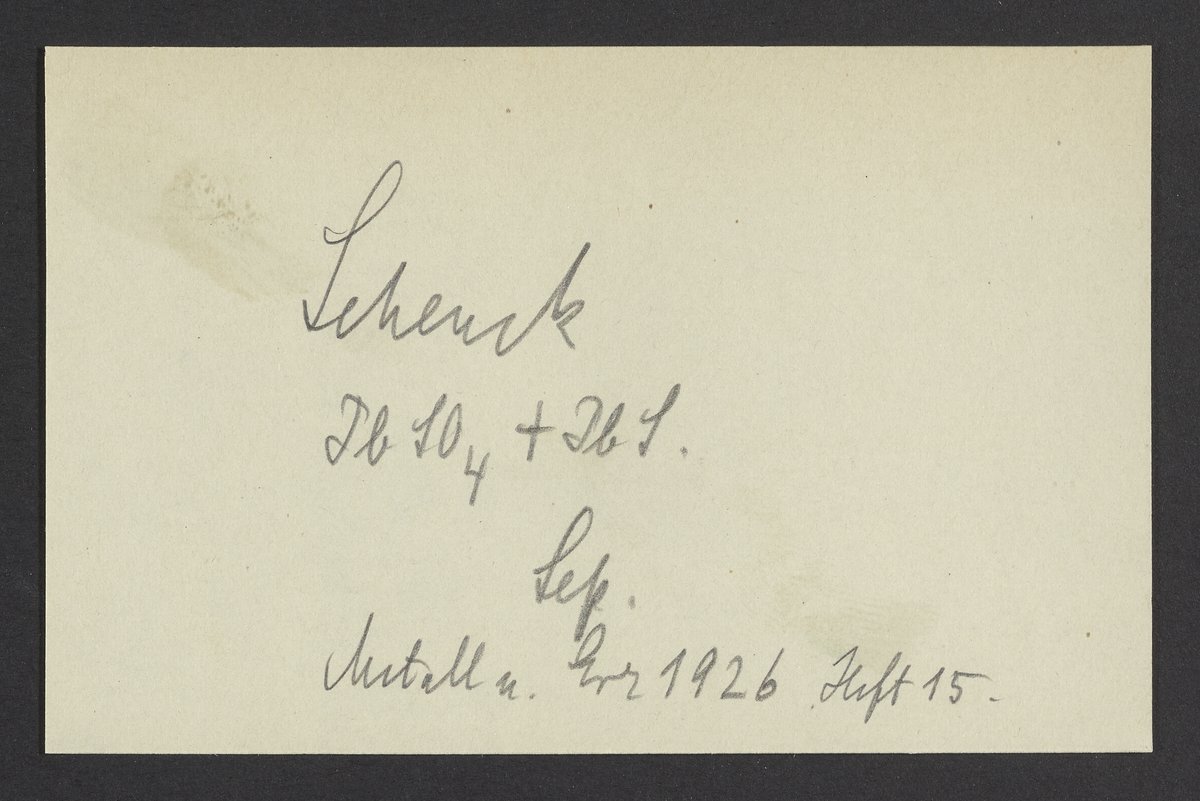 Schenck
PbSO₄ + PbS.
Sep.
Metall u. Erz 1926 Heft 15.